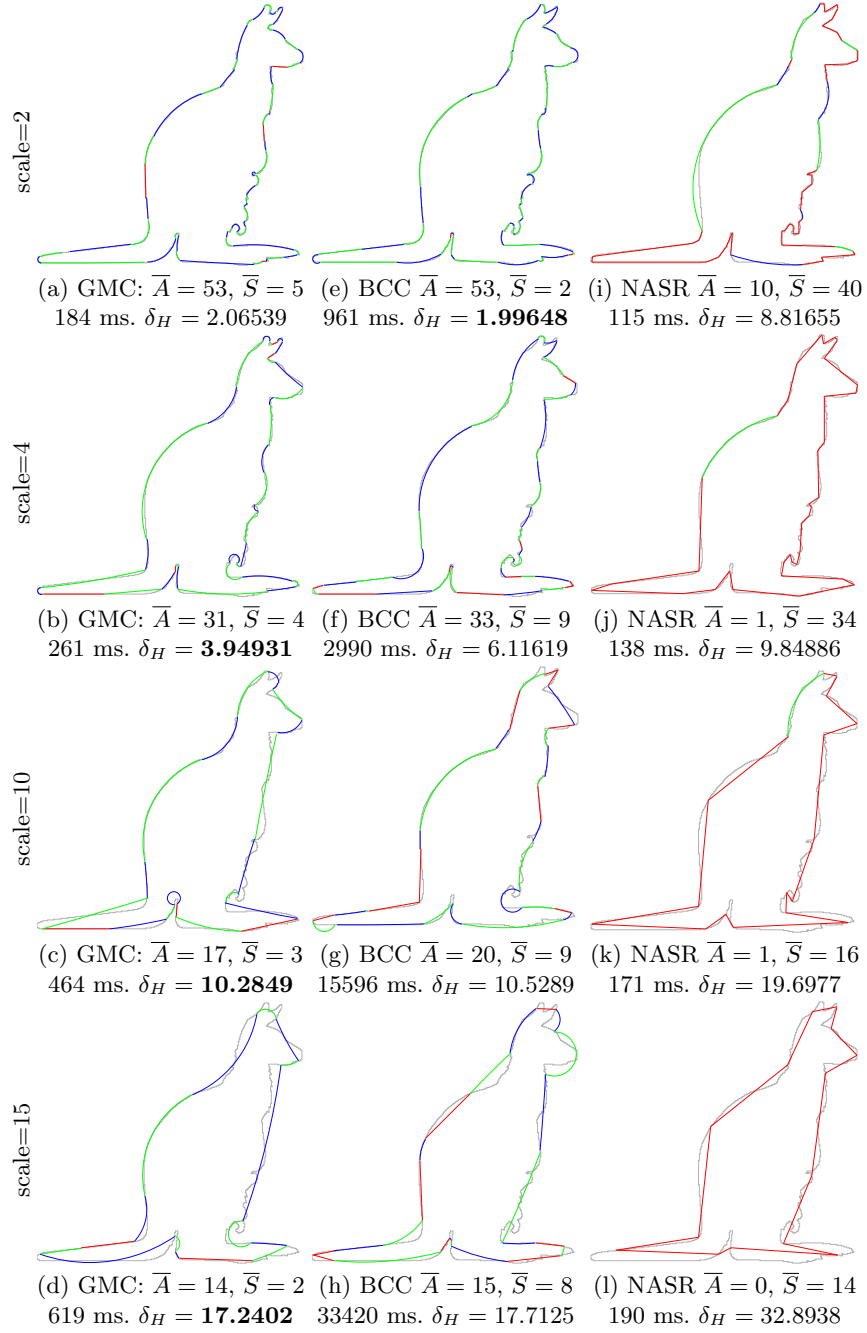 scale=2
(a) GMC: A̅ = 53, S̅ = 5
184 ms. δ_H = 2.06539
(e) BCC A̅ = 53, S̅ = 2
961 ms. δ_H = 1.99648
(i) NASR A̅ = 10, S̅ = 40
115 ms. δ_H = 8.81655
scale=4
(b) GMC: A̅ = 31, S̅ = 4
261 ms. δ_H = 3.94931
(f) BCC A̅ = 33, S̅ = 9
2990 ms. δ_H = 6.11619
(j) NASR A̅ = 1, S̅ = 34
138 ms. δ_H = 9.84886
scale=10
(c) GMC: A̅ = 17, S̅ = 3
464 ms. δ_H = 10.2849
(g) BCC A̅ = 20, S̅ = 9
15596 ms. δ_H = 10.5289
(k) NASR A̅ = 1, S̅ = 16
171 ms. δ_H = 19.6977
scale=15
(d) GMC: A̅ = 14, S̅ = 2
619 ms. δ_H = 17.2402
(h) BCC A̅ = 15, S̅ = 8
33420 ms. δ_H = 17.7125
(l) NASR A̅ = 0, S̅ = 14
190 ms. δ_H = 32.8938